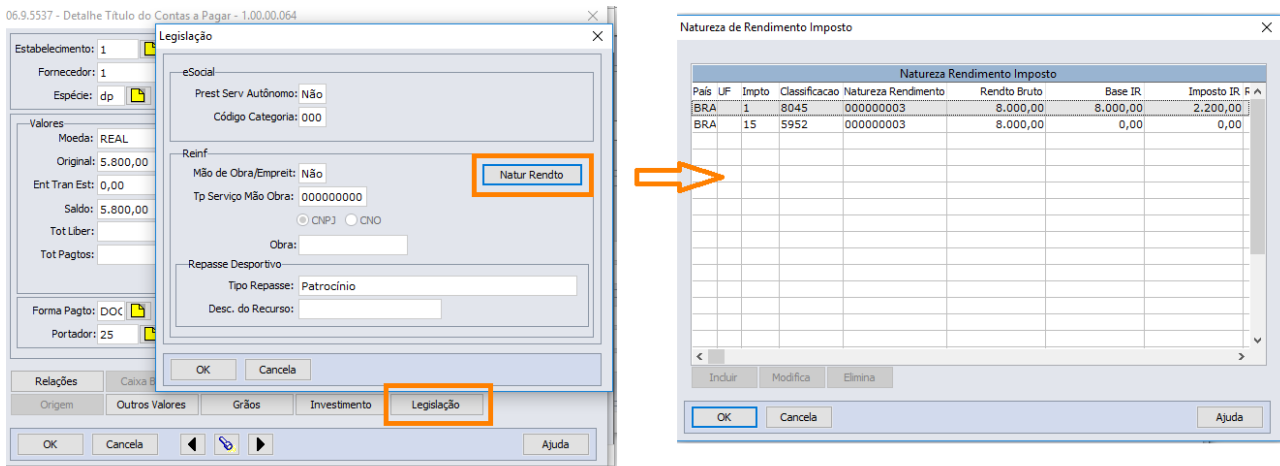 06.9.5537 - Detalhe Título do Contas a Pagar - 1.00.00.064
Estabelecimento: 1
Fornecedor: 1
Espécie: dp
Valores
Moeda: REAL
Original: 5.800,00
Ent Tran Est: 0,00
Saldo: 5.800,00
Tot Liber:
Tot Pagtos:
Forma Pagto: DOC
Portador: 25
Relações Caixa B
Origem Outros Valores Grãos Investimento Legislação
OK Cancela Ajuda
Legislação
eSocial
Prest Serv Autônomo: Não
Código Categoria: 000
Reinf
Mão de Obra/Empreit: Não Natur Rendto
Tp Serviço Mão Obra: 000000000
CNPJ CNO
Obra:
Repasse Desportivo
Tipo Repasse: Patrocínio
Desc. do Recurso:
OK Cancela
Natureza de Rendimento Imposto
Natureza Rendimento Imposto
País UF Impto Classificacao Natureza Rendimento Rendto Bruto Base IR Imposto IR R
BRA 1 8045 000000003 8.000,00 8.000,00 2.200,00
BRA 15 5952 000000003 8.000,00 0,00 0,00
Incluir Modifica Elimina
OK Cancela Ajuda